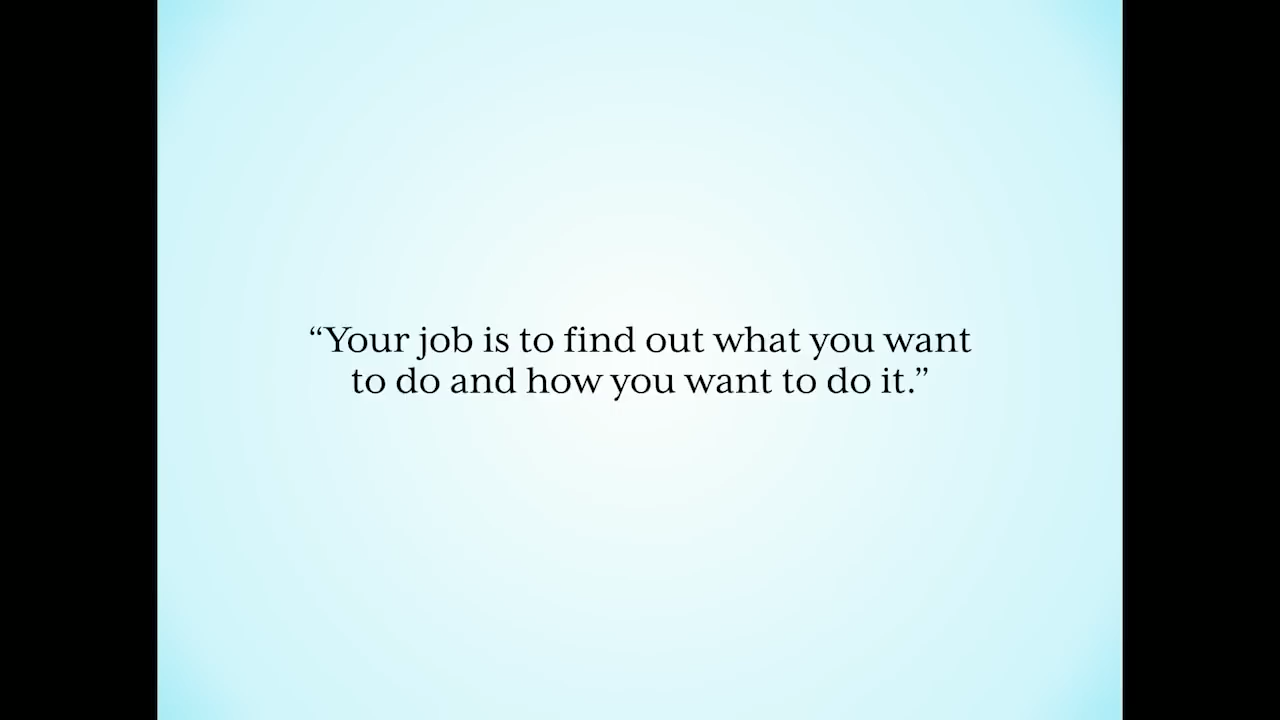 “Your job is to find out what you want
to do and how you want to do it.”